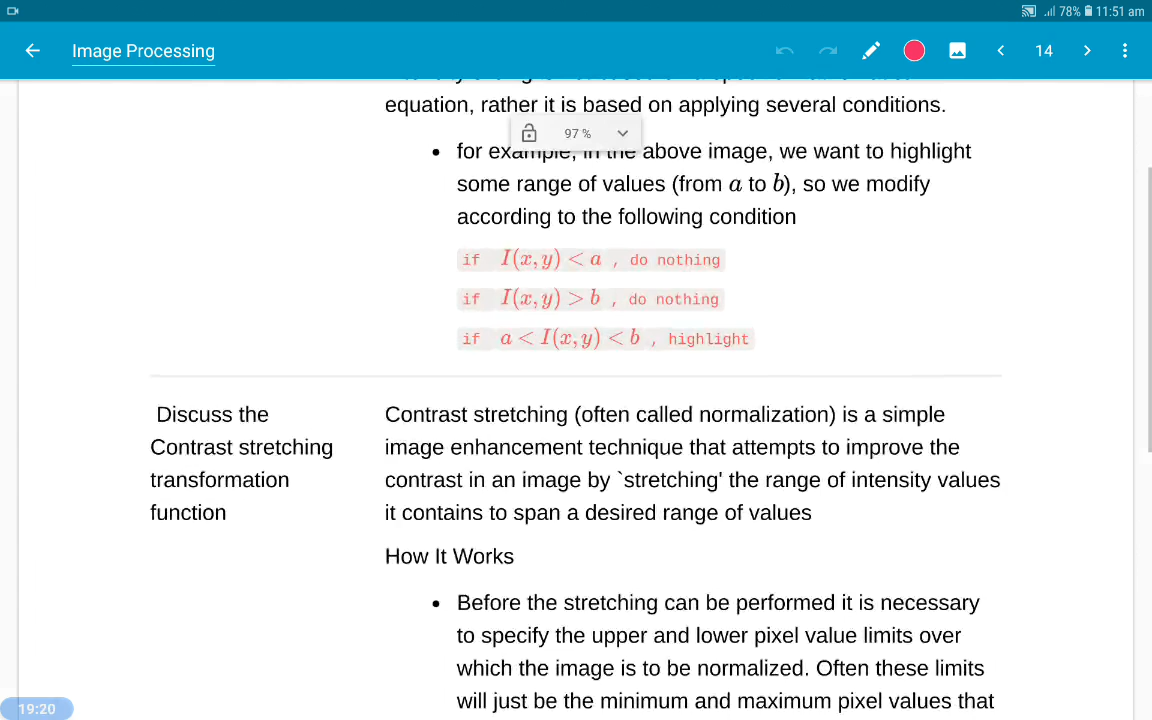 78% 11:51 am
Image Processing
14
equation, rather it is based on applying several conditions.
97 %
• for example, in the above image, we want to highlight
some range of values (from a to b), so we modify
according to the following condition
if I(x, y) < a , do nothing
if I(x, y) > b , do nothing
if a < I(x, y) < b , highlight
Discuss the
Contrast stretching
transformation
function
Contrast stretching (often called normalization) is a simple
image enhancement technique that attempts to improve the
contrast in an image by `stretching' the range of intensity values
it contains to span a desired range of values
How It Works
• Before the stretching can be performed it is necessary
to specify the upper and lower pixel value limits over
which the image is to be normalized. Often these limits
will just be the minimum and maximum pixel values that
19:20